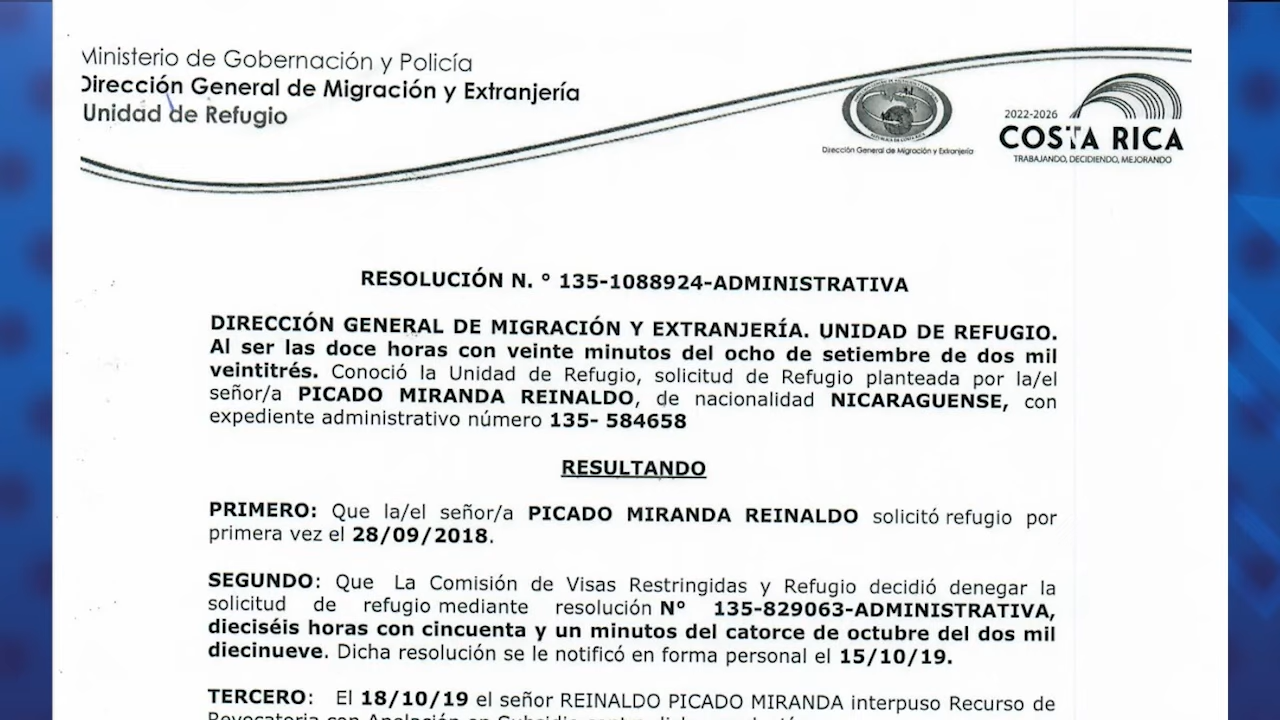 Ministerio de Gobernación y Policía
Dirección General de Migración y Extranjería
Unidad de Refugio
Dirección General de Migración y Extranjería
2022-2026
COSTA RICA
TRABAJANDO, DECIDIENDO, MEJORANDO
RESOLUCIÓN N. ° 135-1088924-ADMINISTRATIVA
DIRECCIÓN GENERAL DE MIGRACIÓN Y EXTRANJERÍA. UNIDAD DE REFUGIO.
Al ser las doce horas con veinte minutos del ocho de setiembre de dos mil
veintitrés. Conoció la Unidad de Refugio, solicitud de Refugio planteada por la/el
señor/a PICADO MIRANDA REINALDO, de nacionalidad NICARAGUENSE, con
expediente administrativo número 135- 584658
RESULTANDO
PRIMERO: Que la/el señor/a PICADO MIRANDA REINALDO solicitó refugio por
primera vez el 28/09/2018.
SEGUNDO: Que La Comisión de Visas Restringidas y Refugio decidió denegar la
solicitud de refugio mediante resolución N° 135-829063-ADMINISTRATIVA,
dieciséis horas con cincuenta y un minutos del catorce de octubre del dos mil
diecinueve. Dicha resolución se le notificó en forma personal el 15/10/19.
TERCERO: El 18/10/19 el señor REINALDO PICADO MIRANDA interpuso Recurso de